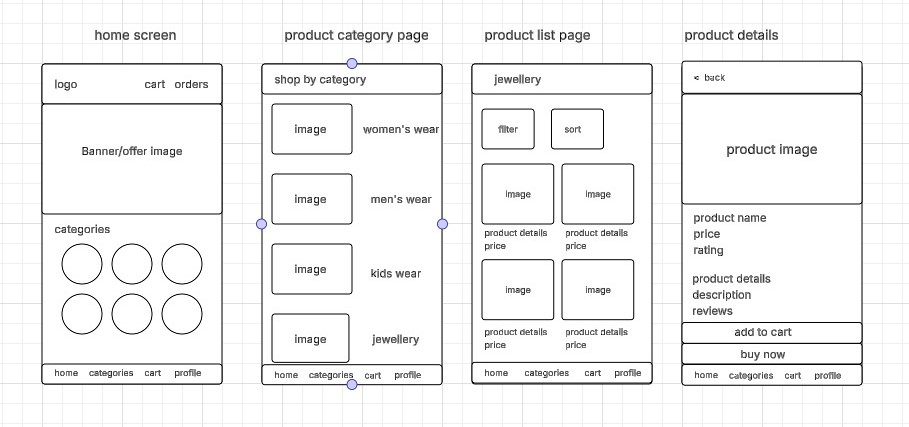 home screen
logo cart orders
Banner/offer image
categories
home categories cart profile
product category page
shop by category
image women's wear
image men's wear
image kids wear
image jewellery
home categories cart profile
product list page
jewellery
filter sort
image image
product details product details
price price
image image
product details product details
price price
home categories cart profile
product details
< back
product image
product name
price
rating
product details
description
reviews
add to cart
buy now
home categories cart profile